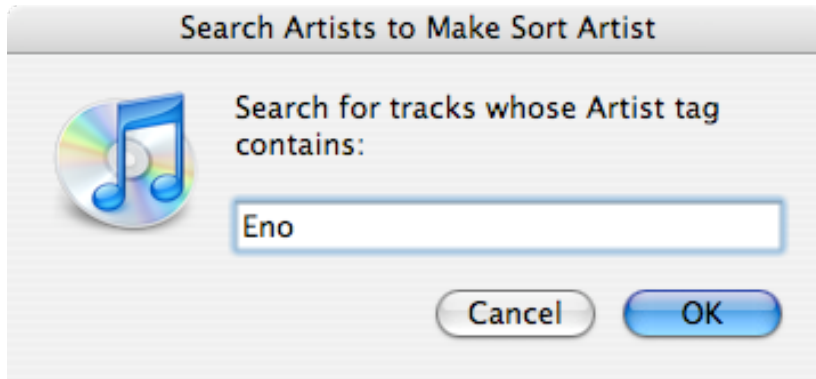 Search Artists to Make Sort Artist
Search for tracks whose Artist tag
contains:
Eno
Cancel
OK